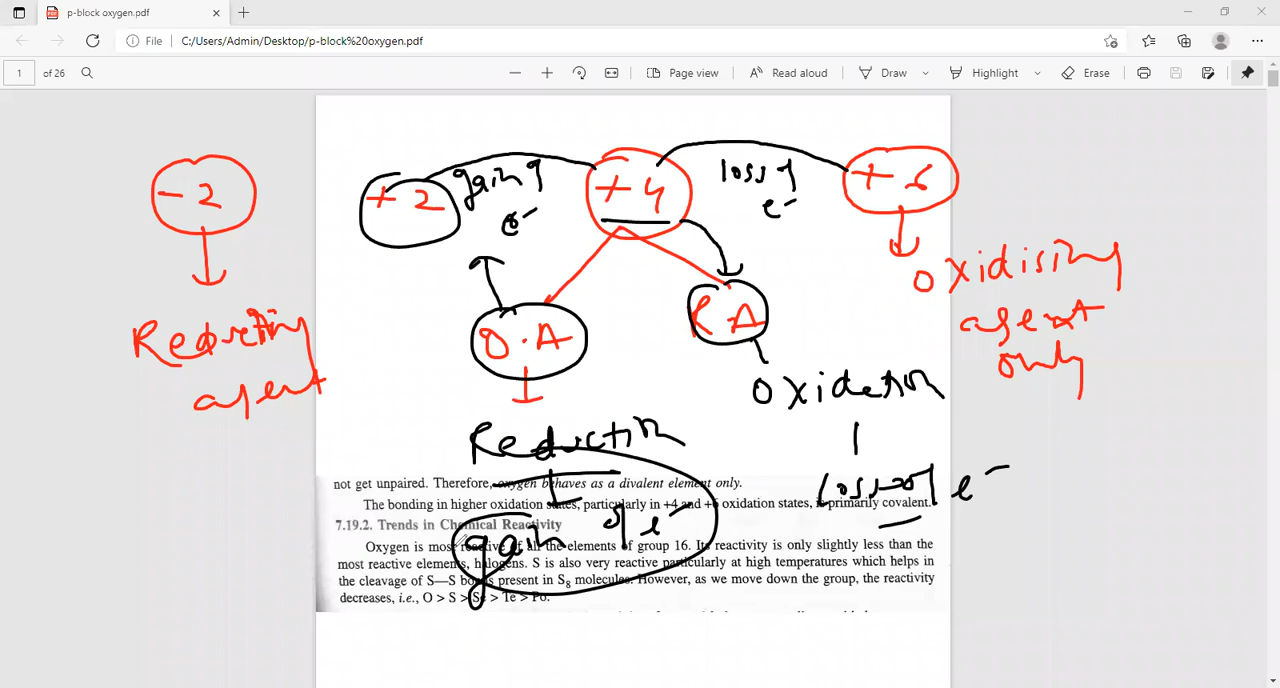 p-block oxygen.pdf
File C:/Users/Admin/Desktop/p-block%20oxygen.pdf
1 of 26 Page view Read aloud Draw Highlight Erase
- 2
+ 2
gain of
e-
+ 4
loss of
e-
+ 6
Reducting
agent
O.A
R A
Oxidising
agent
only
Reduction
gain of e-
Oxidation
loss of e-
not get unpaired. Therefore, oxygen behaves as a divalent element only.
The bonding in higher oxidation states, particularly in +4 and +6 oxidation states, is primarily covalent.
7.19.2. Trends in Chemical Reactivity
Oxygen is most reactive of all the elements of group 16. Its reactivity is only slightly less than the
most reactive elements, halogens. S is also very reactive particularly at high temperatures which helps in
the cleavage of S—S bonds present in S8 molecules. However, as we move down the group, the reactivity
decreases, i.e., O > S > Se > Te > Po.